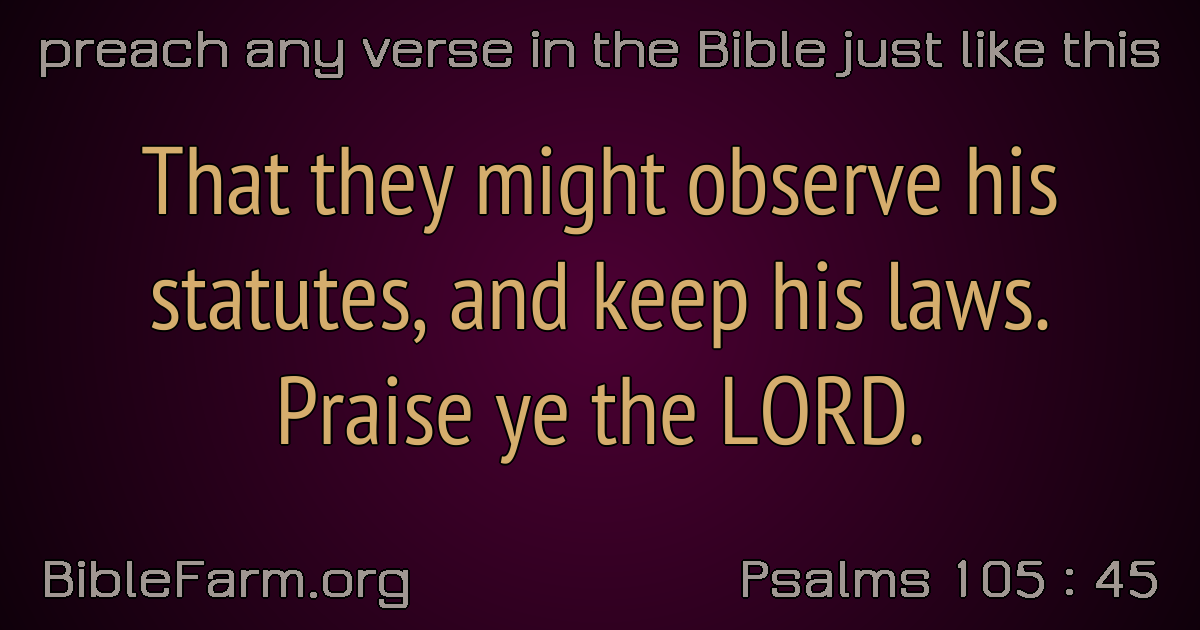 preach any verse in the Bible just like this
That they might observe his
statutes, and keep his laws.
Praise ye the LORD.
BibleFarm.org
Psalms 105 : 45